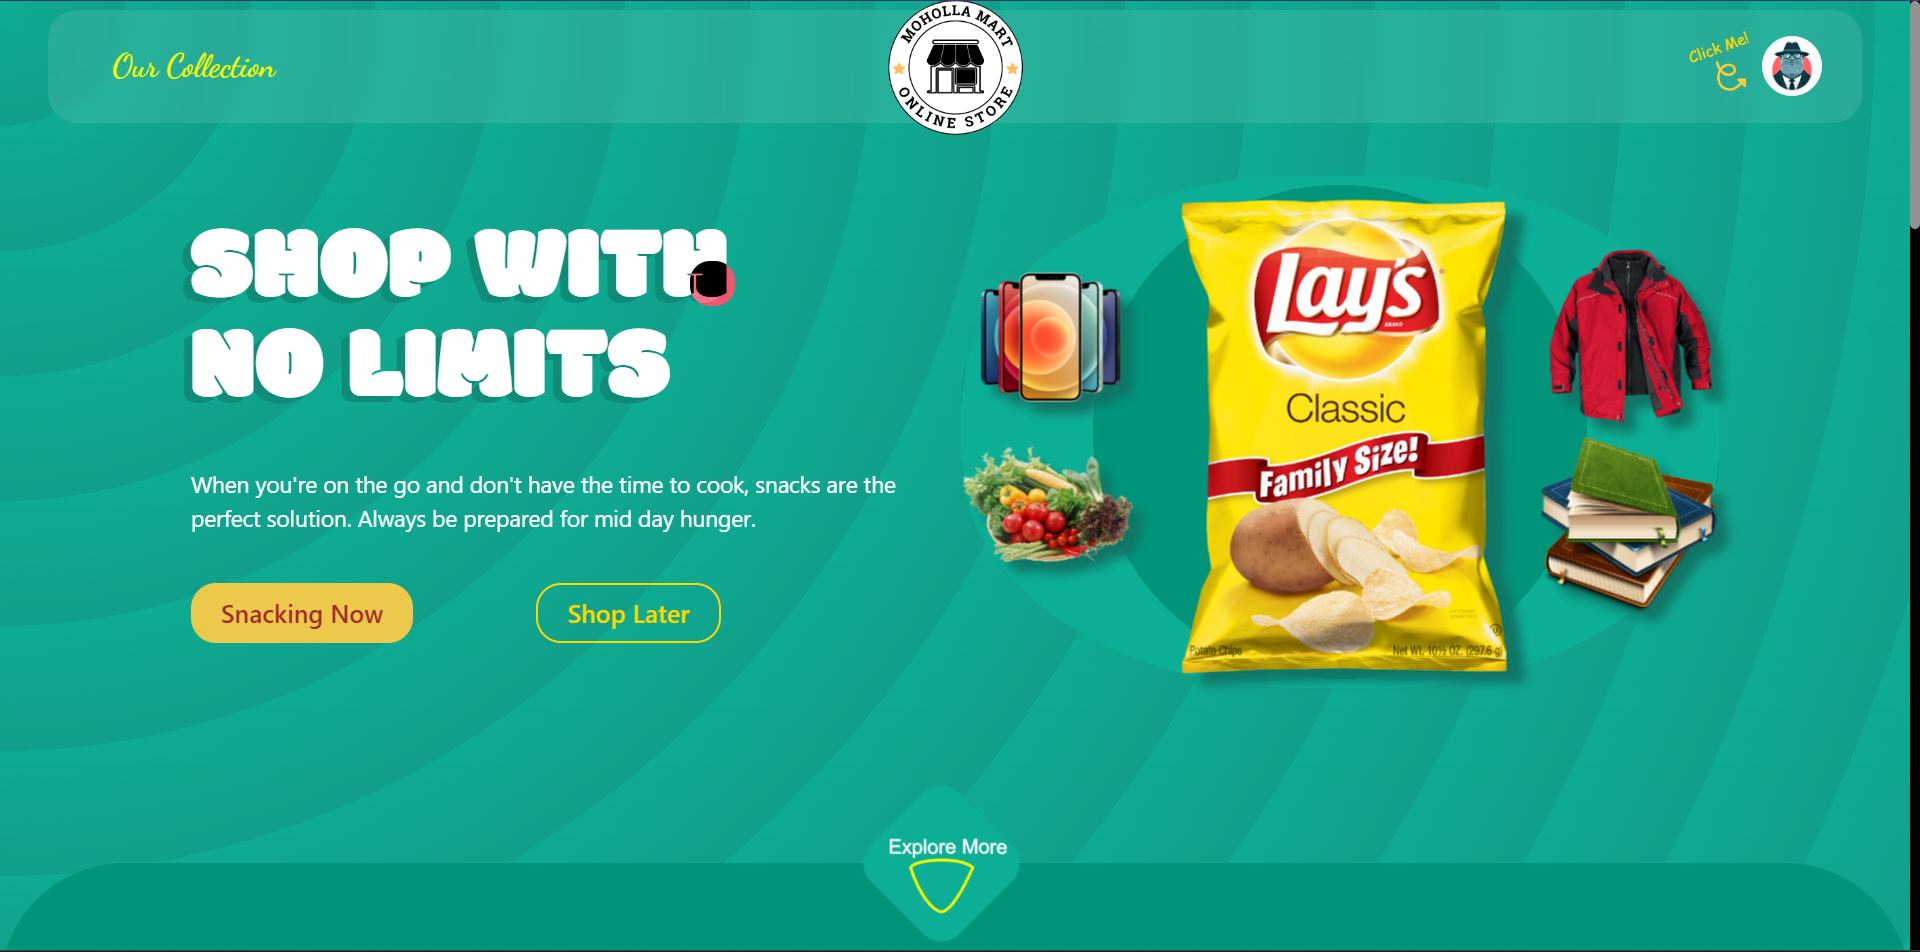 Our Collection
MOHOLLA MART
ONLINE STORE
Click Me!
SHOP WITH
NO LIMITS
When you're on the go and don't have the time to cook, snacks are the
perfect solution. Always be prepared for mid day hunger.
Snacking Now
Shop Later
Lay's
BRAND
Classic
Family Size!
Potato Chips
Net Wt. 10½ OZ. (297.6 g)
Explore More